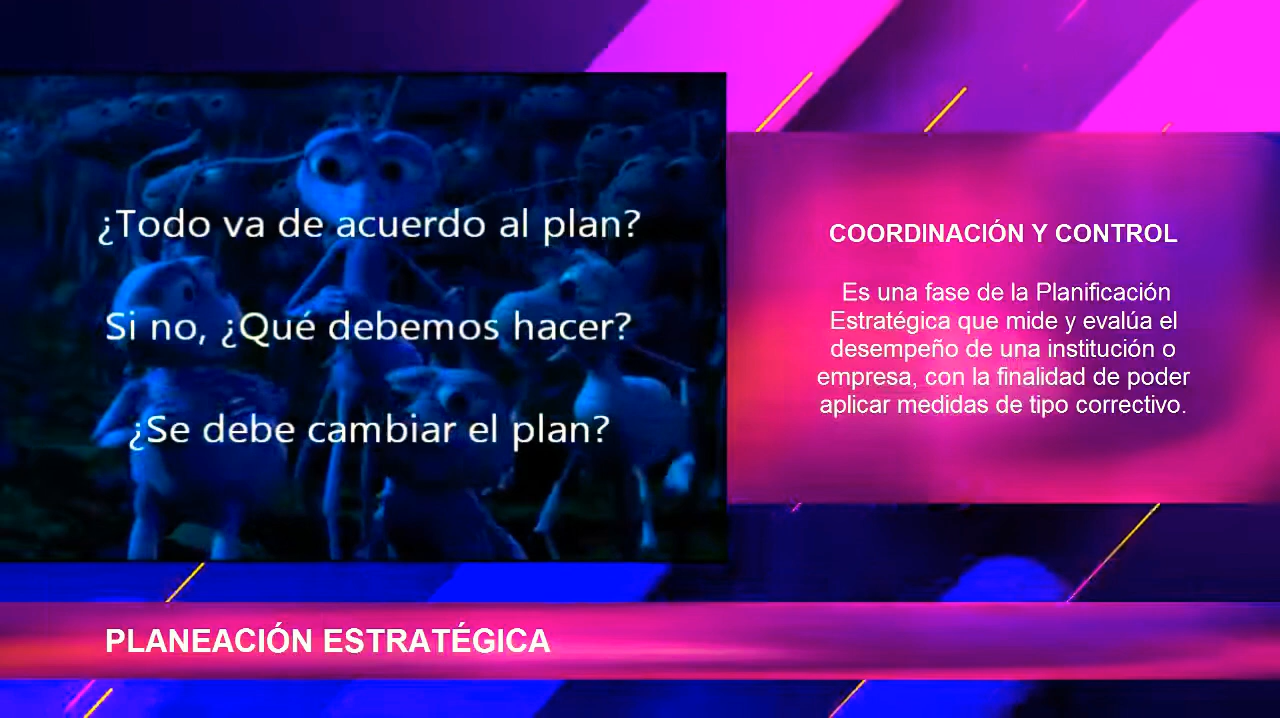 ¿Todo va de acuerdo al plan?
Si no, ¿Qué debemos hacer?
¿Se debe cambiar el plan?
COORDINACIÓN Y CONTROL
Es una fase de la Planificación
Estratégica que mide y evalúa el
desempeño de una institución o
empresa, con la finalidad de poder
aplicar medidas de tipo correctivo.
PLANEACIÓN ESTRATÉGICA